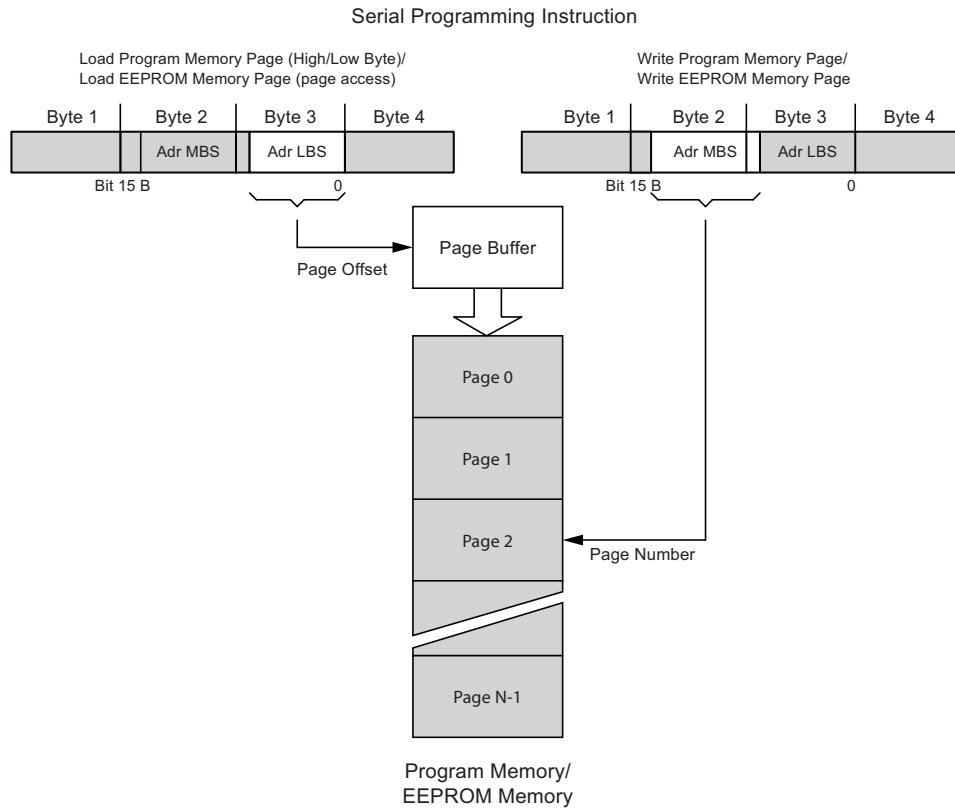 Serial Programming Instruction
Load Program Memory Page (High/Low Byte)/
Load EEPROM Memory Page (page access)
Write Program Memory Page/
Write EEPROM Memory Page
Byte 1 Byte 2 Byte 3 Byte 4
Byte 1 Byte 2 Byte 3 Byte 4
Adr MBS Adr LBS
Adr MBS Adr LBS
Bit 15 B 0
Bit 15 B 0
Page Buffer
Page Offset
Page 0
Page 1
Page 2
Page Number
Page N-1
Program Memory/
EEPROM Memory